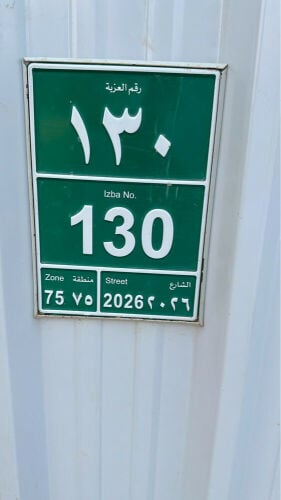 رقم العزبة
١٣٠
Izba No.
130
Zone منطقة Street الشارع
75 ٧٥ 2026 ٢٠٢٦